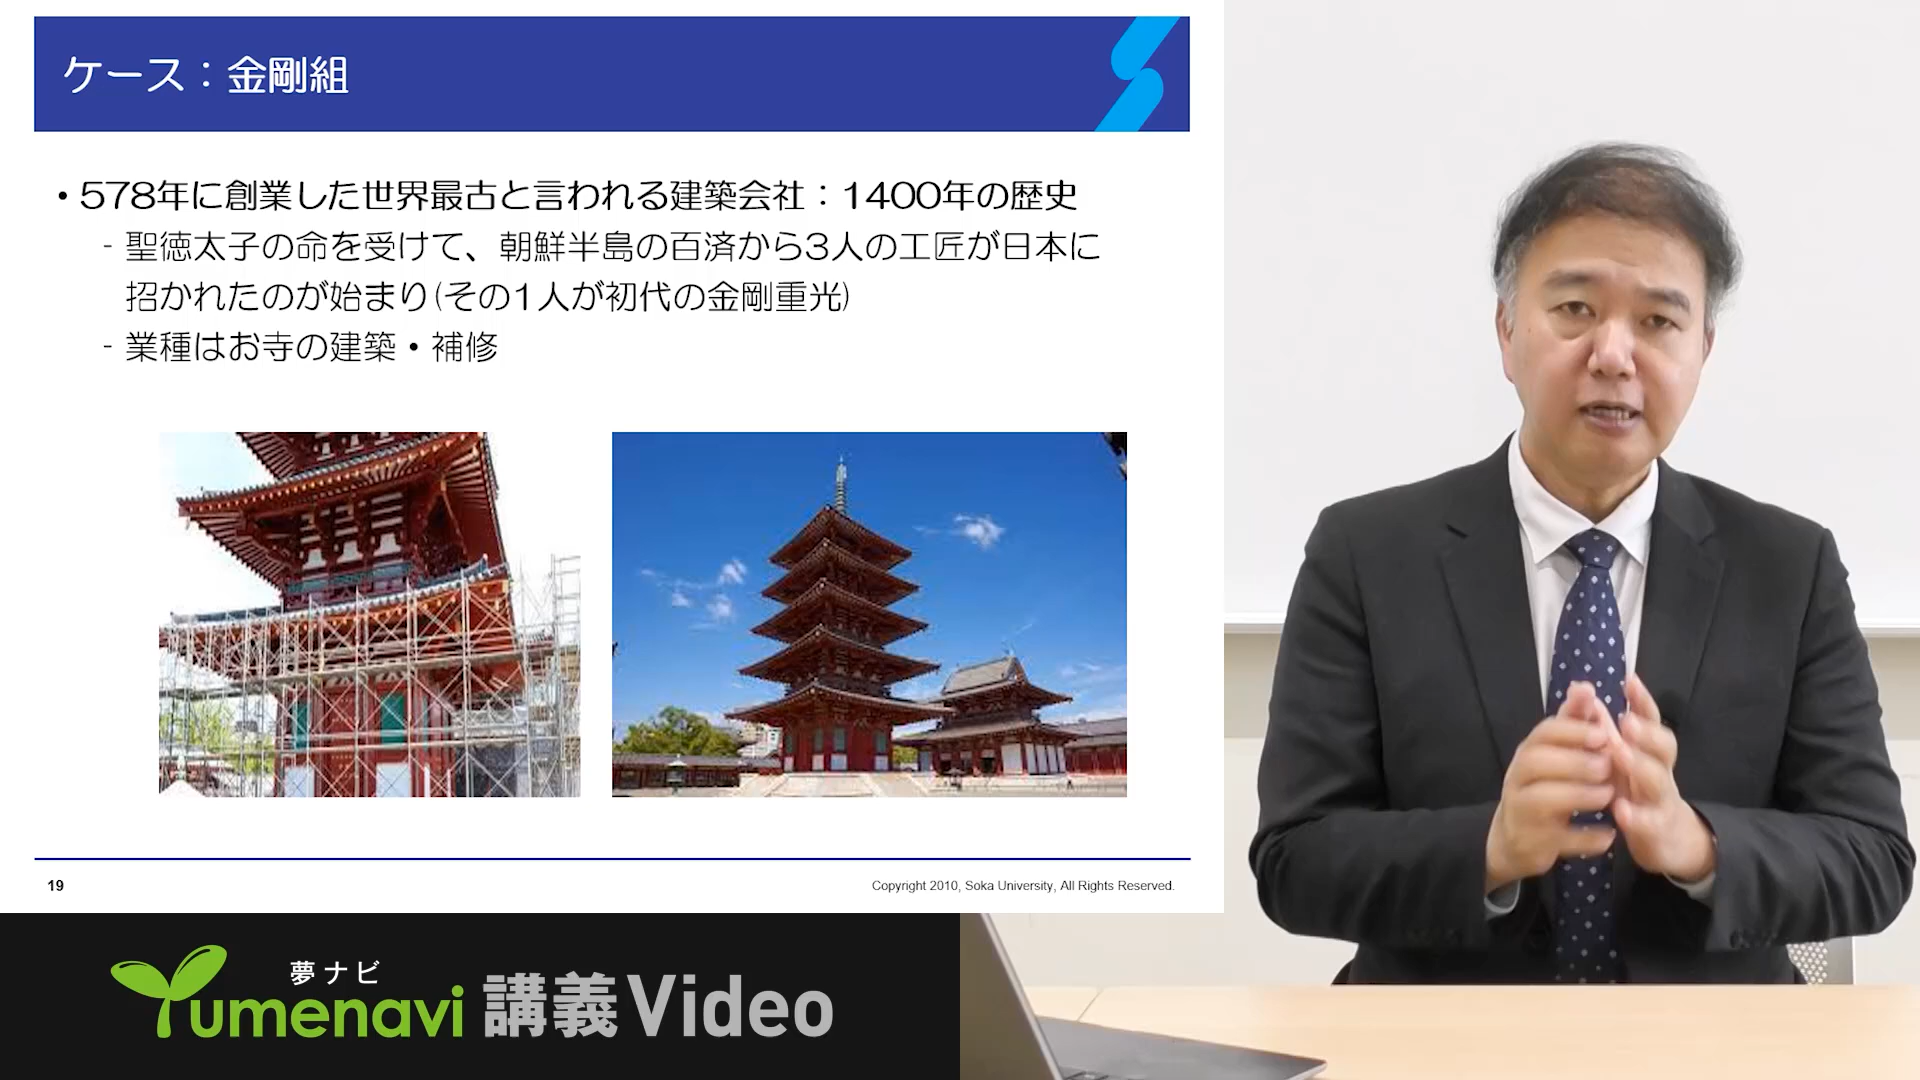 ケース：金剛組
• 578年に創業した世界最古と言われる建築会社：1400年の歴史
- 聖徳太子の命を受けて、朝鮮半島の百済から3人の工匠が日本に
招かれたのが始まり(その1人が初代の金剛重光)
- 業種はお寺の建築・補修
19
Copyright 2010, Soka University, All Rights Reserved.
夢ナビ
Yumenavi 講義Video